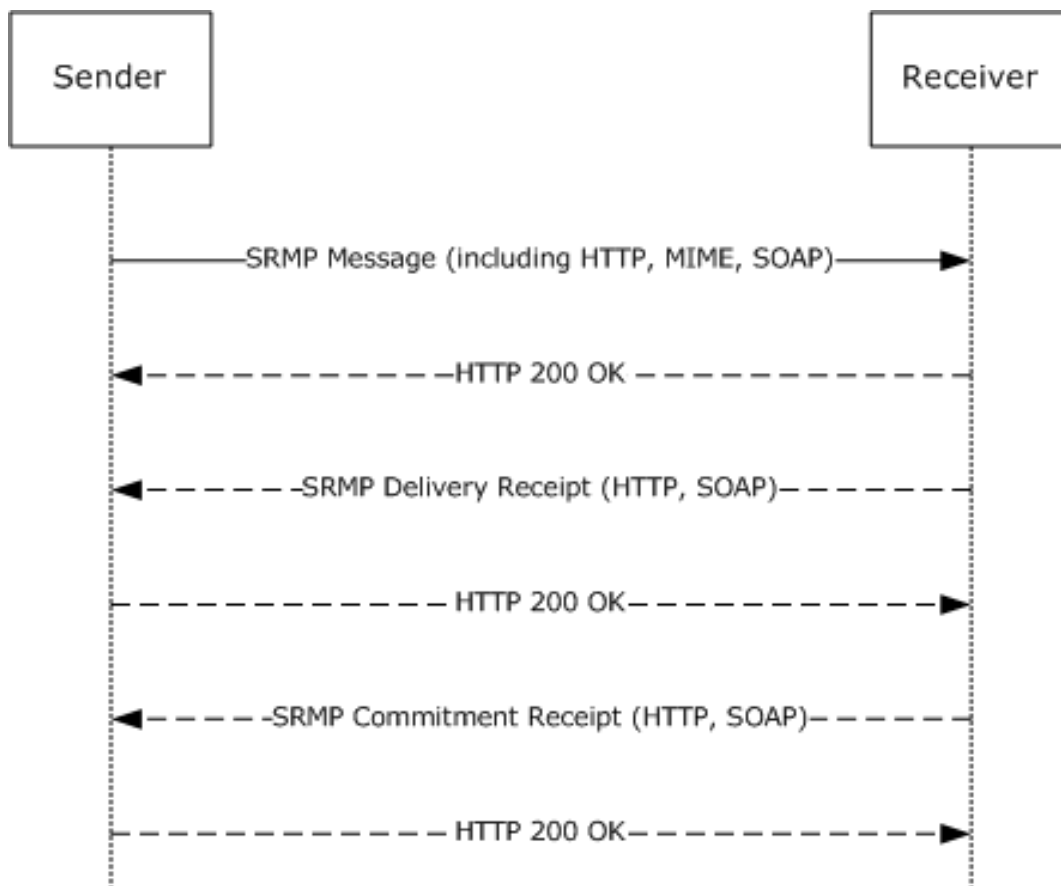 Sender
Receiver
SRMP Message (including HTTP, MIME, SOAP)
HTTP 200 OK
SRMP Delivery Receipt (HTTP, SOAP)
HTTP 200 OK
SRMP Commitment Receipt (HTTP, SOAP)
HTTP 200 OK